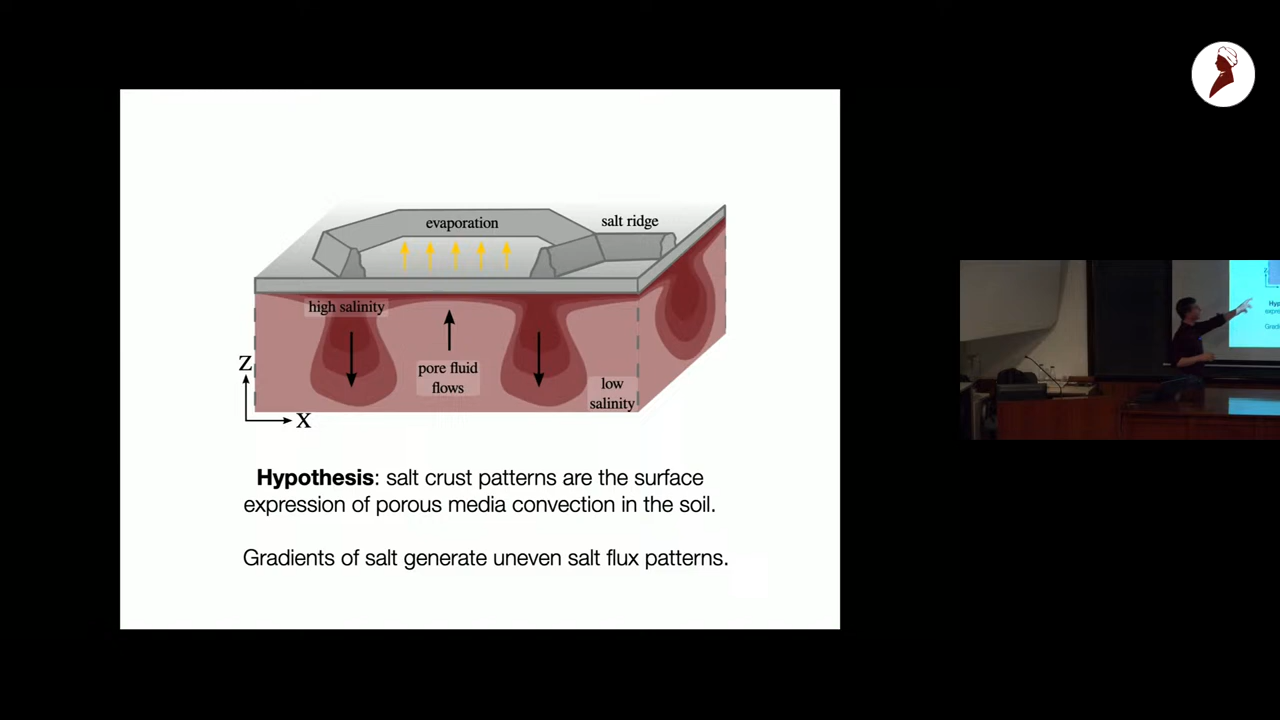 evaporation
salt ridge
high salinity
pore fluid
flows
low
salinity
Z
X
Hypothesis: salt crust patterns are the surface
expression of porous media convection in the soil.
Gradients of salt generate uneven salt flux patterns.